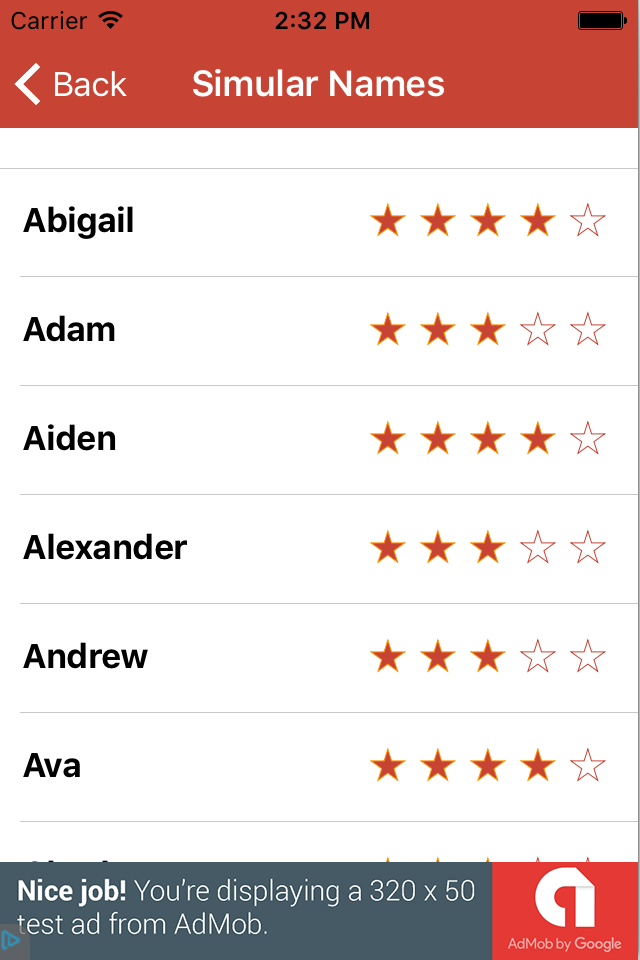 Carrier 2:32 PM
Back Simular Names
Abigail
Adam
Aiden
Alexander
Andrew
Ava
Nice job! You're displaying a 320 x 50
test ad from AdMob.
AdMob by Google